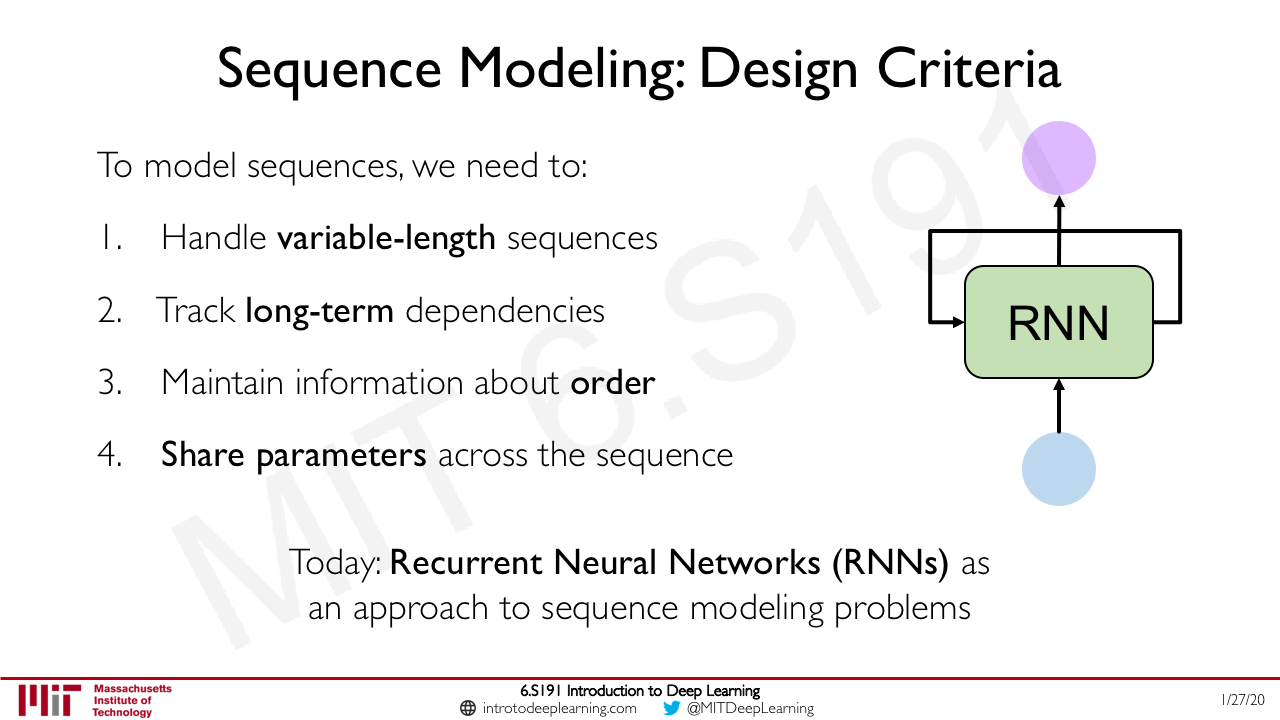 Sequence Modeling: Design Criteria
To model sequences, we need to:
1. Handle variable-length sequences
2. Track long-term dependencies
3. Maintain information about order
4. Share parameters across the sequence
RNN
Today: Recurrent Neural Networks (RNNs) as
an approach to sequence modeling problems
MIT 6.S191
Massachusetts
Institute of
Technology
6.S191 Introduction to Deep Learning
introtodeeplearning.com @MITDeepLearning
1/27/20